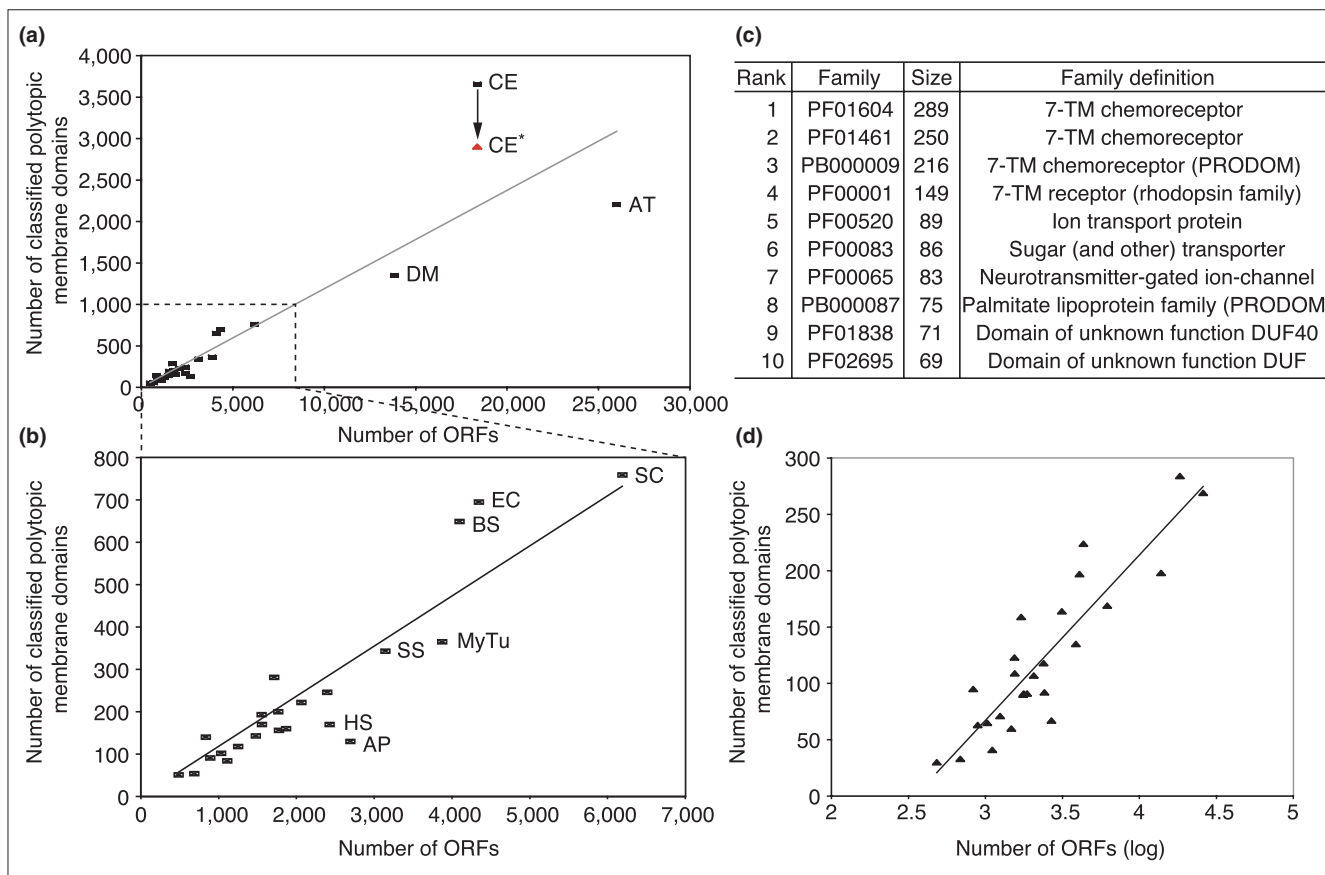 (a)
Number of classified polytopic
membrane domains
4,000
3,500
3,000
2,500
2,000
1,500
1,000
500
0
CE
CE*
AT
DM
0 5,000 10,000 15,000 20,000 25,000 30,000
Number of ORFs
(c)
Rank Family Size Family definition
1 PF01604 289 7-TM chemoreceptor
2 PF01461 250 7-TM chemoreceptor
3 PB000009 216 7-TM chemoreceptor (PRODOM)
4 PF00001 149 7-TM receptor (rhodopsin family)
5 PF00520 89 Ion transport protein
6 PF00083 86 Sugar (and other) transporter
7 PF00065 83 Neurotransmitter-gated ion-channel
8 PB000087 75 Palmitate lipoprotein family (PRODOM
9 PF01838 71 Domain of unknown function DUF40
10 PF02695 69 Domain of unknown function DUF
(b)
Number of classified polytopic
membrane domains
800
700
600
500
400
300
200
100
0
SC
EC
BS
MyTu
SS
HS
AP
0 1,000 2,000 3,000 4,000 5,000 6,000 7,000
Number of ORFs
(d)
Number of classified polytopic
membrane domains
300
250
200
150
100
50
0
2 2.5 3 3.5 4 4.5 5
Number of ORFs (log)